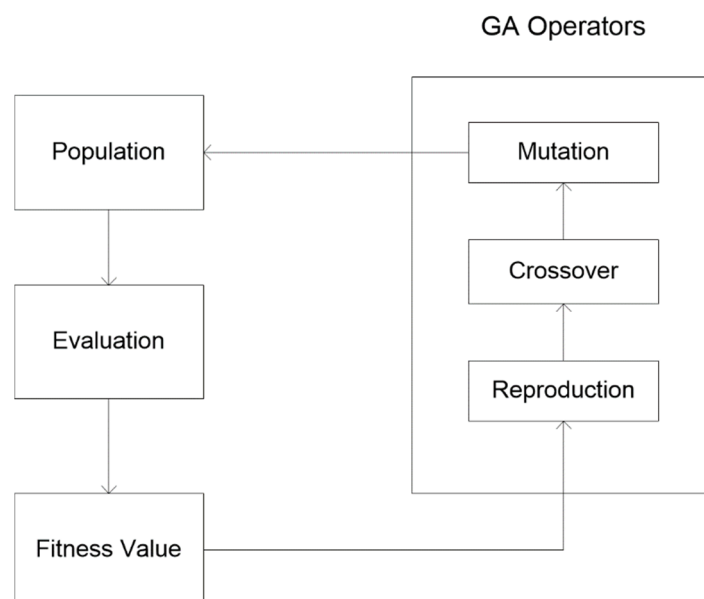 GA Operators
Population
Mutation
Crossover
Evaluation
Reproduction
Fitness Value